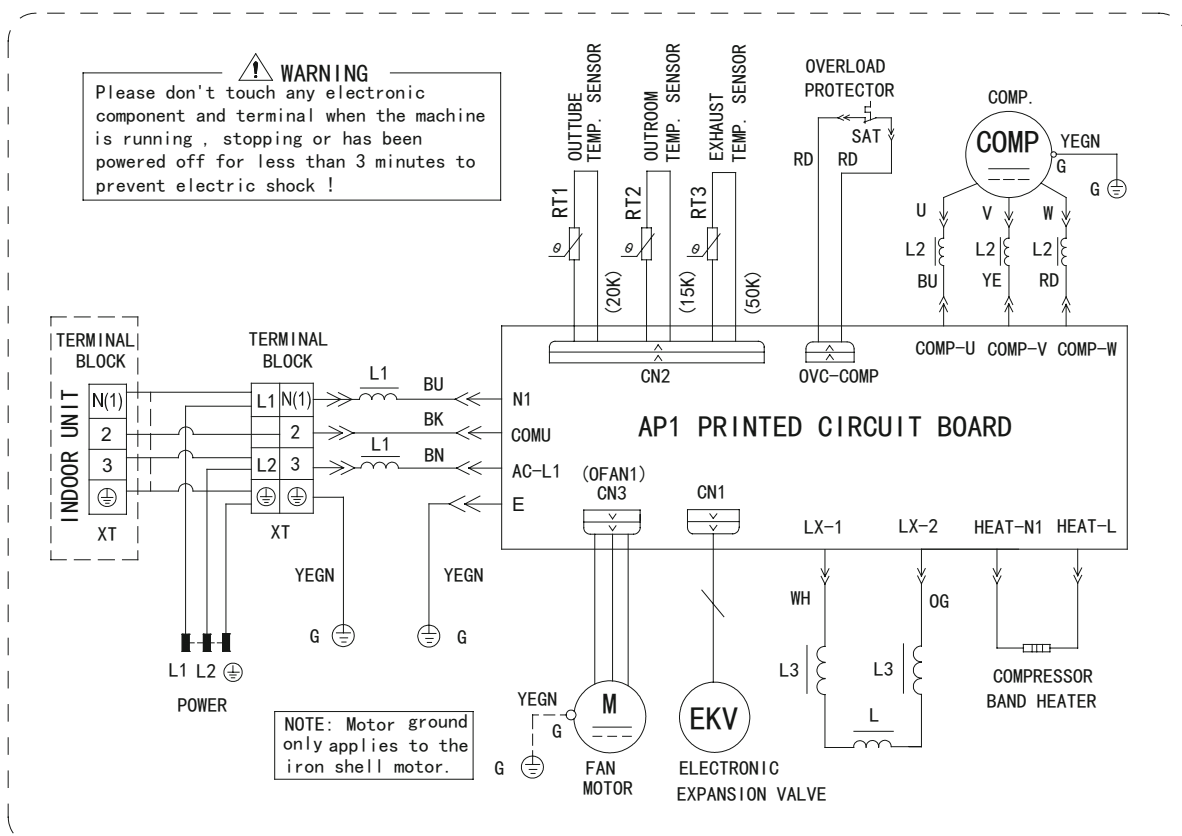 WARNING
Please don't touch any electronic
component and terminal when the machine
is running , stopping or has been
powered off for less than 3 minutes to
prevent electric shock !
OUTTUBE
TEMP. SENSOR
OUTROOM
TEMP. SENSOR
EXHAUST
TEMP. SENSOR
RT1
RT2
RT3
θ
θ
θ
(20K)
(15K)
(50K)
OVERLOAD
PROTECTOR
SAT
RD
RD
COMP.
COMP
YEGN
G
G
U
V
W
L2
L2
L2
BU
YE
RD
COMP-U
COMP-V
COMP-W
CN2
OVC-COMP
AP1 PRINTED CIRCUIT BOARD
TERMINAL
BLOCK
INDOOR UNIT
N(1)
2
3
XT
TERMINAL
BLOCK
L1
N(1)
2
L2
3
XT
L1
BU
N1
BK
COMU
L1
BN
AC-L1
E
YEGN
G
YEGN
G
L1
L2
POWER
(OFAN1)
CN3
CN1
LX-1
LX-2
HEAT-N1
HEAT-L
WH
OG
L3
L3
L
COMPRESSOR
BAND HEATER
NOTE: Motor ground
only applies to the
iron shell motor.
YEGN
G
G
M
FAN
MOTOR
EKV
ELECTRONIC
EXPANSION VALVE